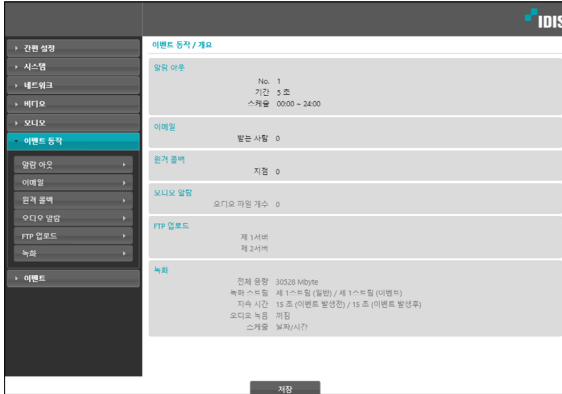 IDIS
간편 설정
시스템
네트워크
비디오
오디오
이벤트 동작
알람 아웃
이메일
원격 콜백
오디오 알람
FTP 업로드
녹화
이벤트
이벤트 동작 / 개요
알람 아웃
No. 1
기간 5 초
스케줄 00:00 ~ 24:00
이메일
받는 사람 0
원격 콜백
지점 0
오디오 알람
오디오 파일 개수 0
FTP 업로드
제 1서버
제 2서버
녹화
전체 용량 30528 Mbyte
녹화 스트림 제 1스트림 (일반) / 제 1스트림 (이벤트)
지속 시간 15 초 (이벤트 발생전) / 15 초 (이벤트 발생후)
오디오 녹음 꺼짐
스케줄 날짜/시간
저장